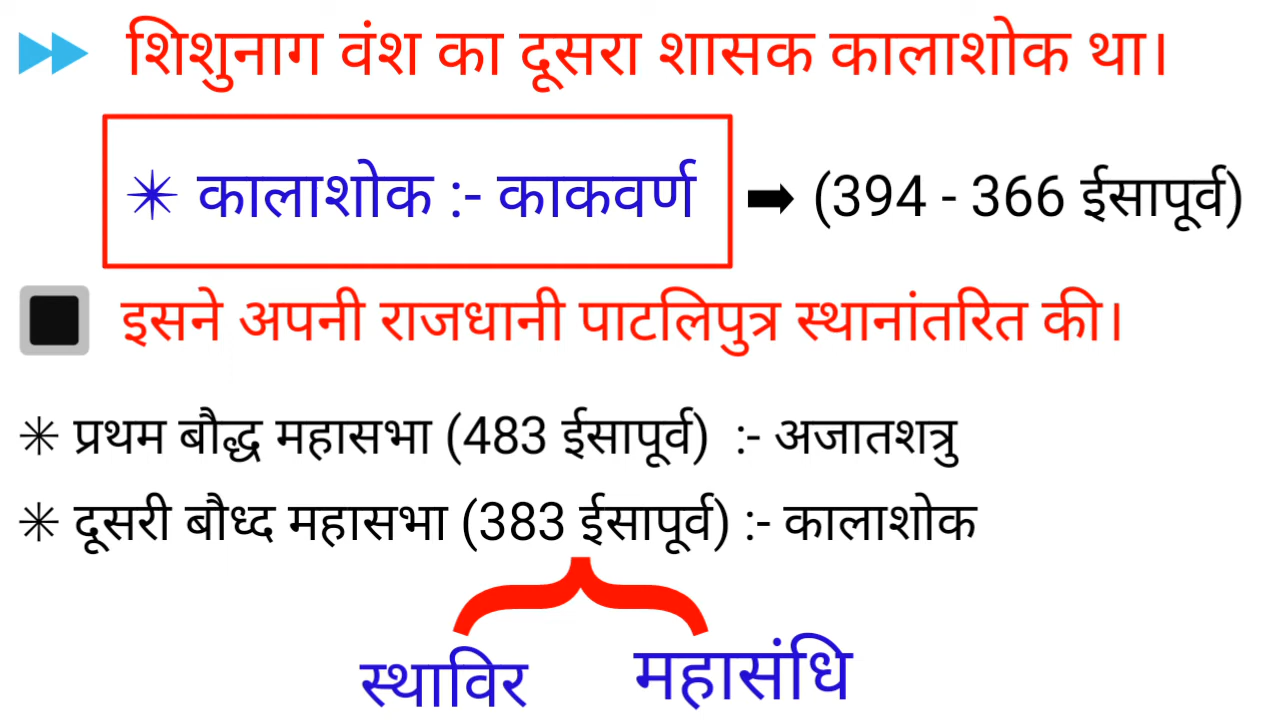 शिशुनाग वंश का दूसरा शासक कालाशोक था।
✴ कालाशोक :- काकवर्ण ➡ (394 - 366 ईसापूर्व)
इसने अपनी राजधानी पाटलिपुत्र स्थानांतरित की।
✳ प्रथम बौद्ध महासभा (483 ईसापूर्व) :- अजातशत्रु
✳ दूसरी बौध्द महासभा (383 ईसापूर्व) :- कालाशोक
स्थाविर महासंधि